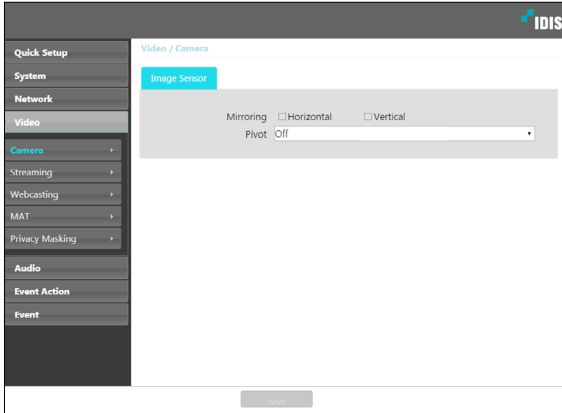 IDIS
Quick Setup
System
Network
Video
Camera
Streaming
Webcasting
MAT
Privacy Masking
Audio
Event Action
Event
Video / Camera
Image Sensor
Mirroring Horizontal Vertical
Pivot Off
Save